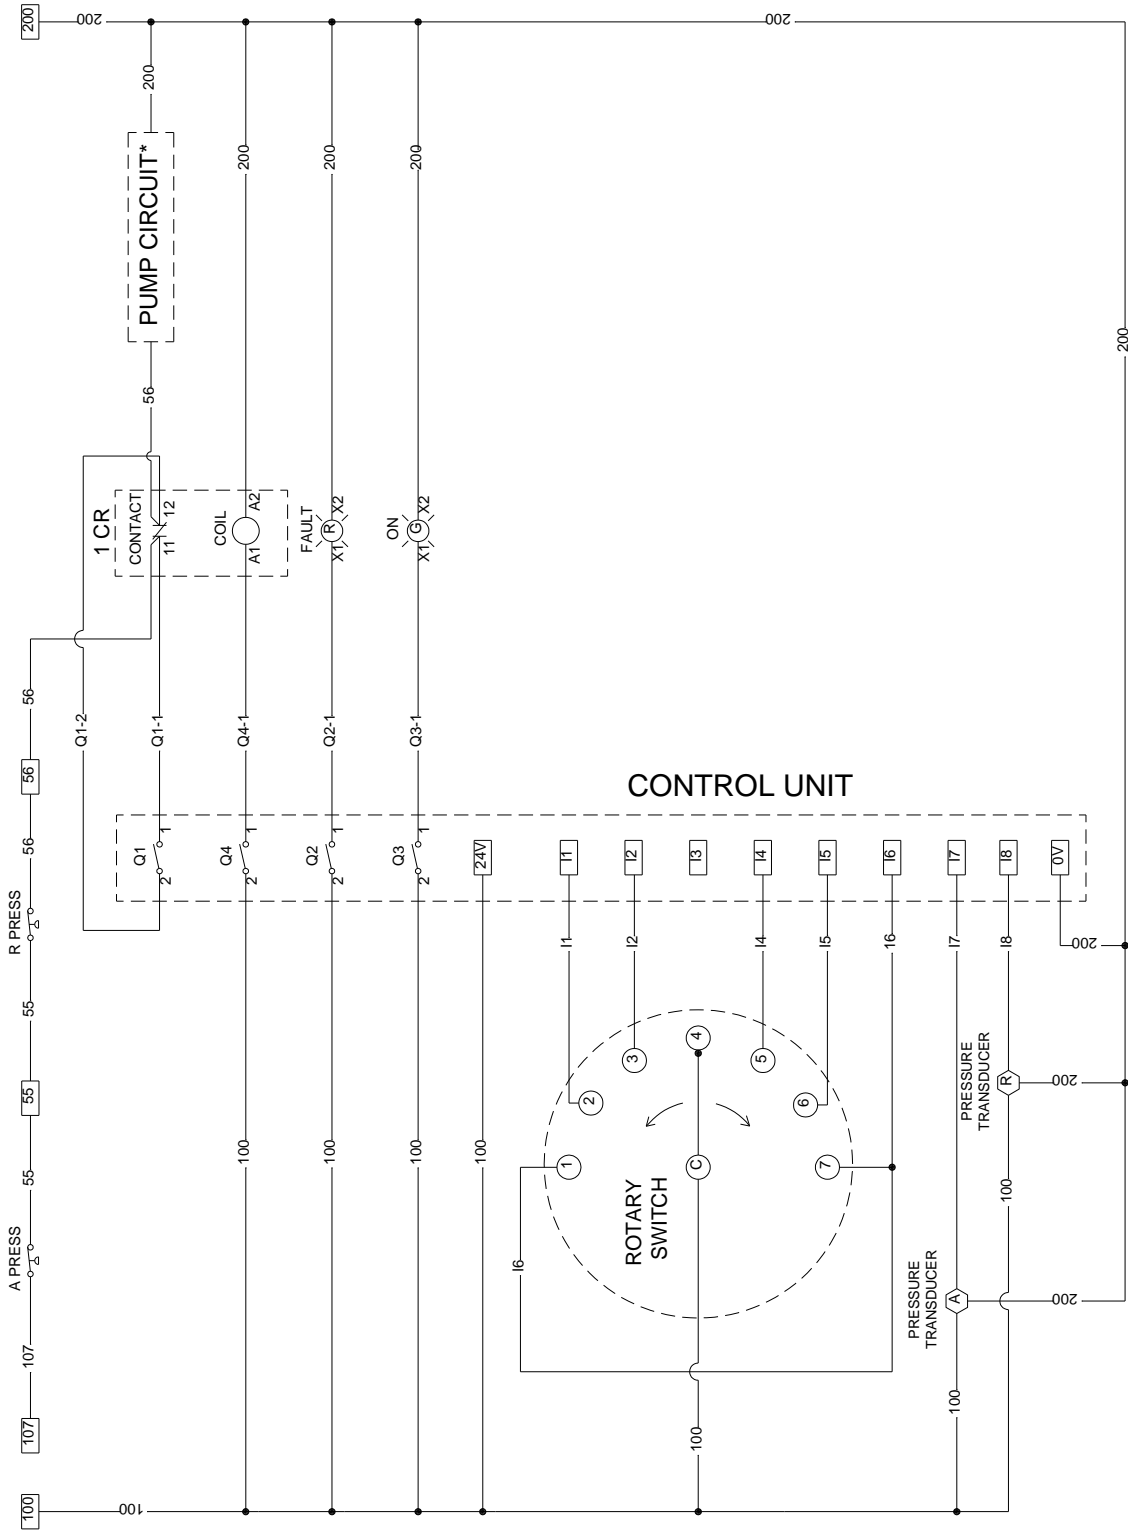 200
200
200
200
PUMP CIRCUIT*
56
1 CR
CONTACT
11
12
COIL
A1
A2
200
FAULT
R
X1
X2
200
ON
G
X1
X2
200
200
56
56
56
R PRESS
55
55
55
A PRESS
107
107
100
100
Q1-2
Q1-1
Q4-1
Q2-1
Q3-1
CONTROL UNIT
Q1
1
2
Q4
1
2
Q2
1
2
Q3
1
2
24V
I1
I2
I3
I4
I5
I6
I7
I8
0V
I1
I2
I4
I5
16
I7
I8
200
100
100
100
100
ROTARY
SWITCH
1
2
3
4
5
6
7
C
I6
100
PRESSURE
TRANSDUCER
R
200
100
PRESSURE
TRANSDUCER
A
200
100